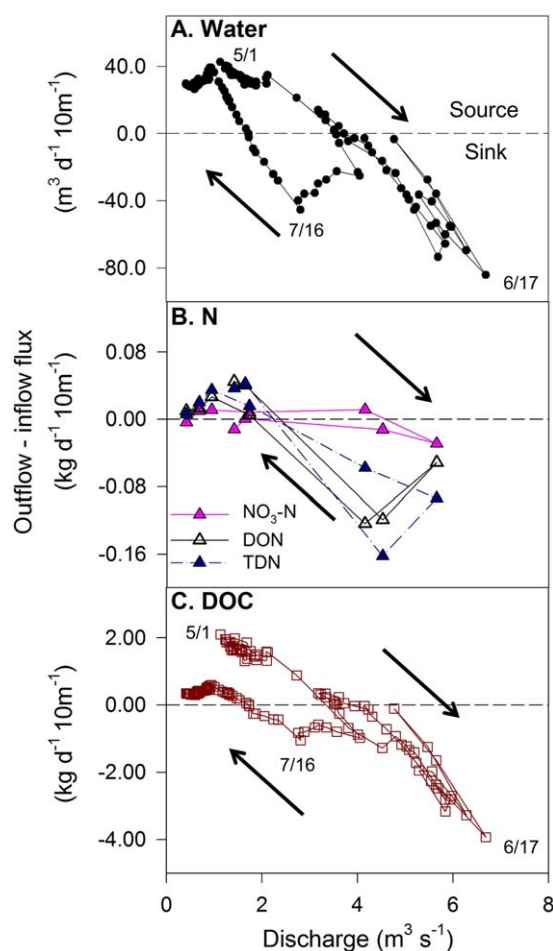 A. Water
5/1
40.0
Source
0.0
Sink
-40.0
7/16
-80.0
6/17
(m³ d⁻¹ 10m⁻¹)
B. N
0.08
0.00
-0.08
-0.16
NO₃-N
DON
TDN
Outflow - inflow flux
(kg d⁻¹ 10m⁻¹)
C. DOC
5/1
2.00
0.00
7/16
-2.00
-4.00
6/17
(kg d⁻¹ 10m⁻¹)
0 2 4 6 8
Discharge (m³ s⁻¹)